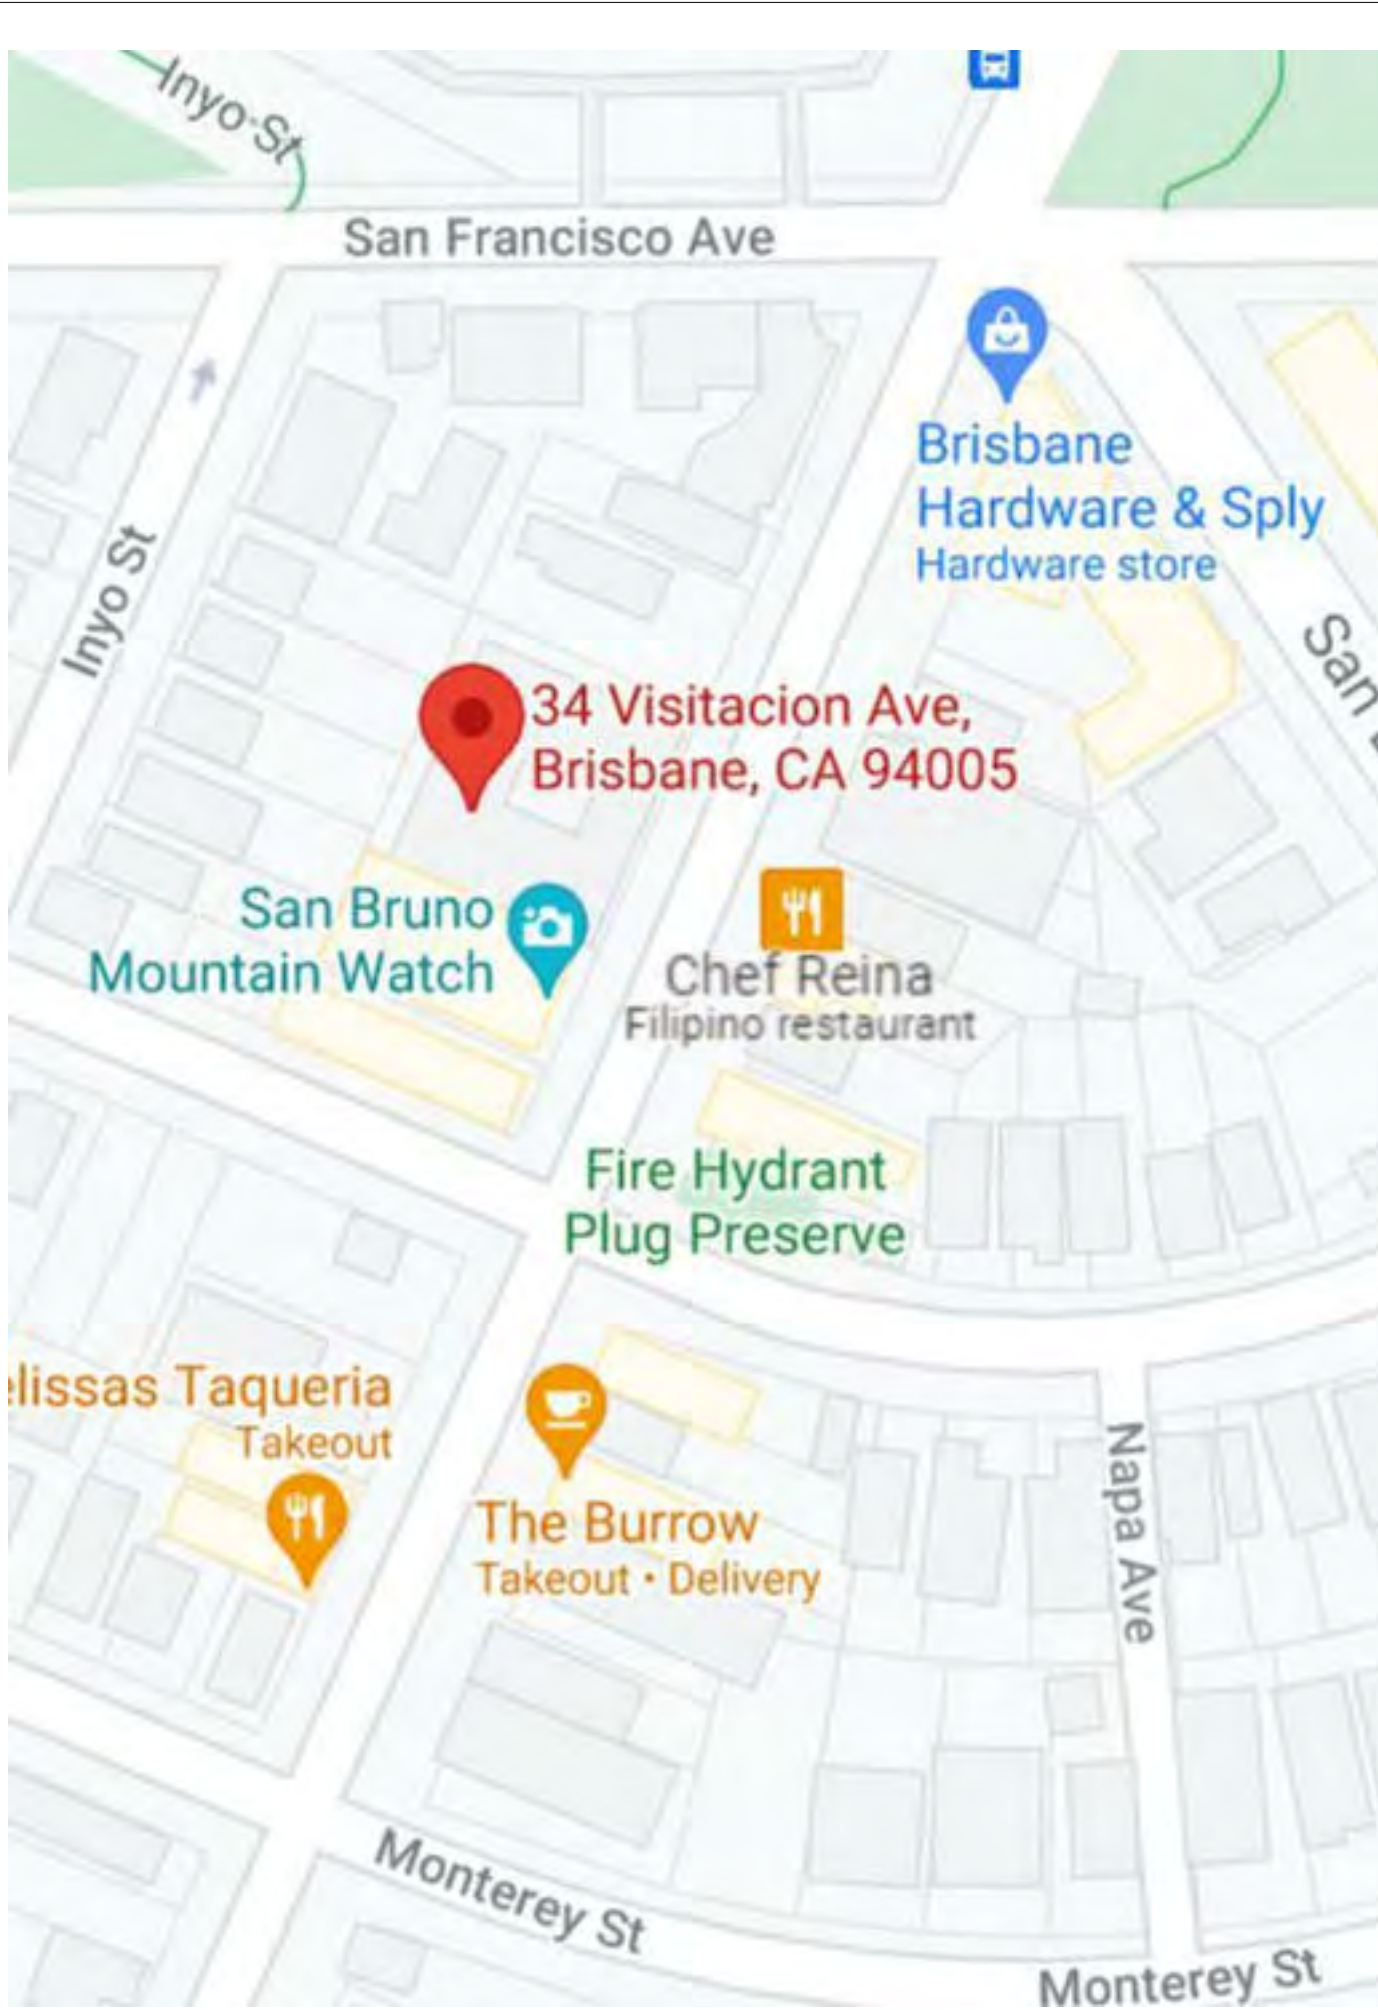 Inyo St
San Francisco Ave
Brisbane
Hardware & Sply
Hardware store
Inyo St
San
34 Visitacion Ave,
Brisbane, CA 94005
San Bruno
Mountain Watch
Chef Reina
Filipino restaurant
Fire Hydrant
Plug Preserve
elissas Taqueria
Takeout
The Burrow
Takeout • Delivery
Napa Ave
Monterey St
Monterey St